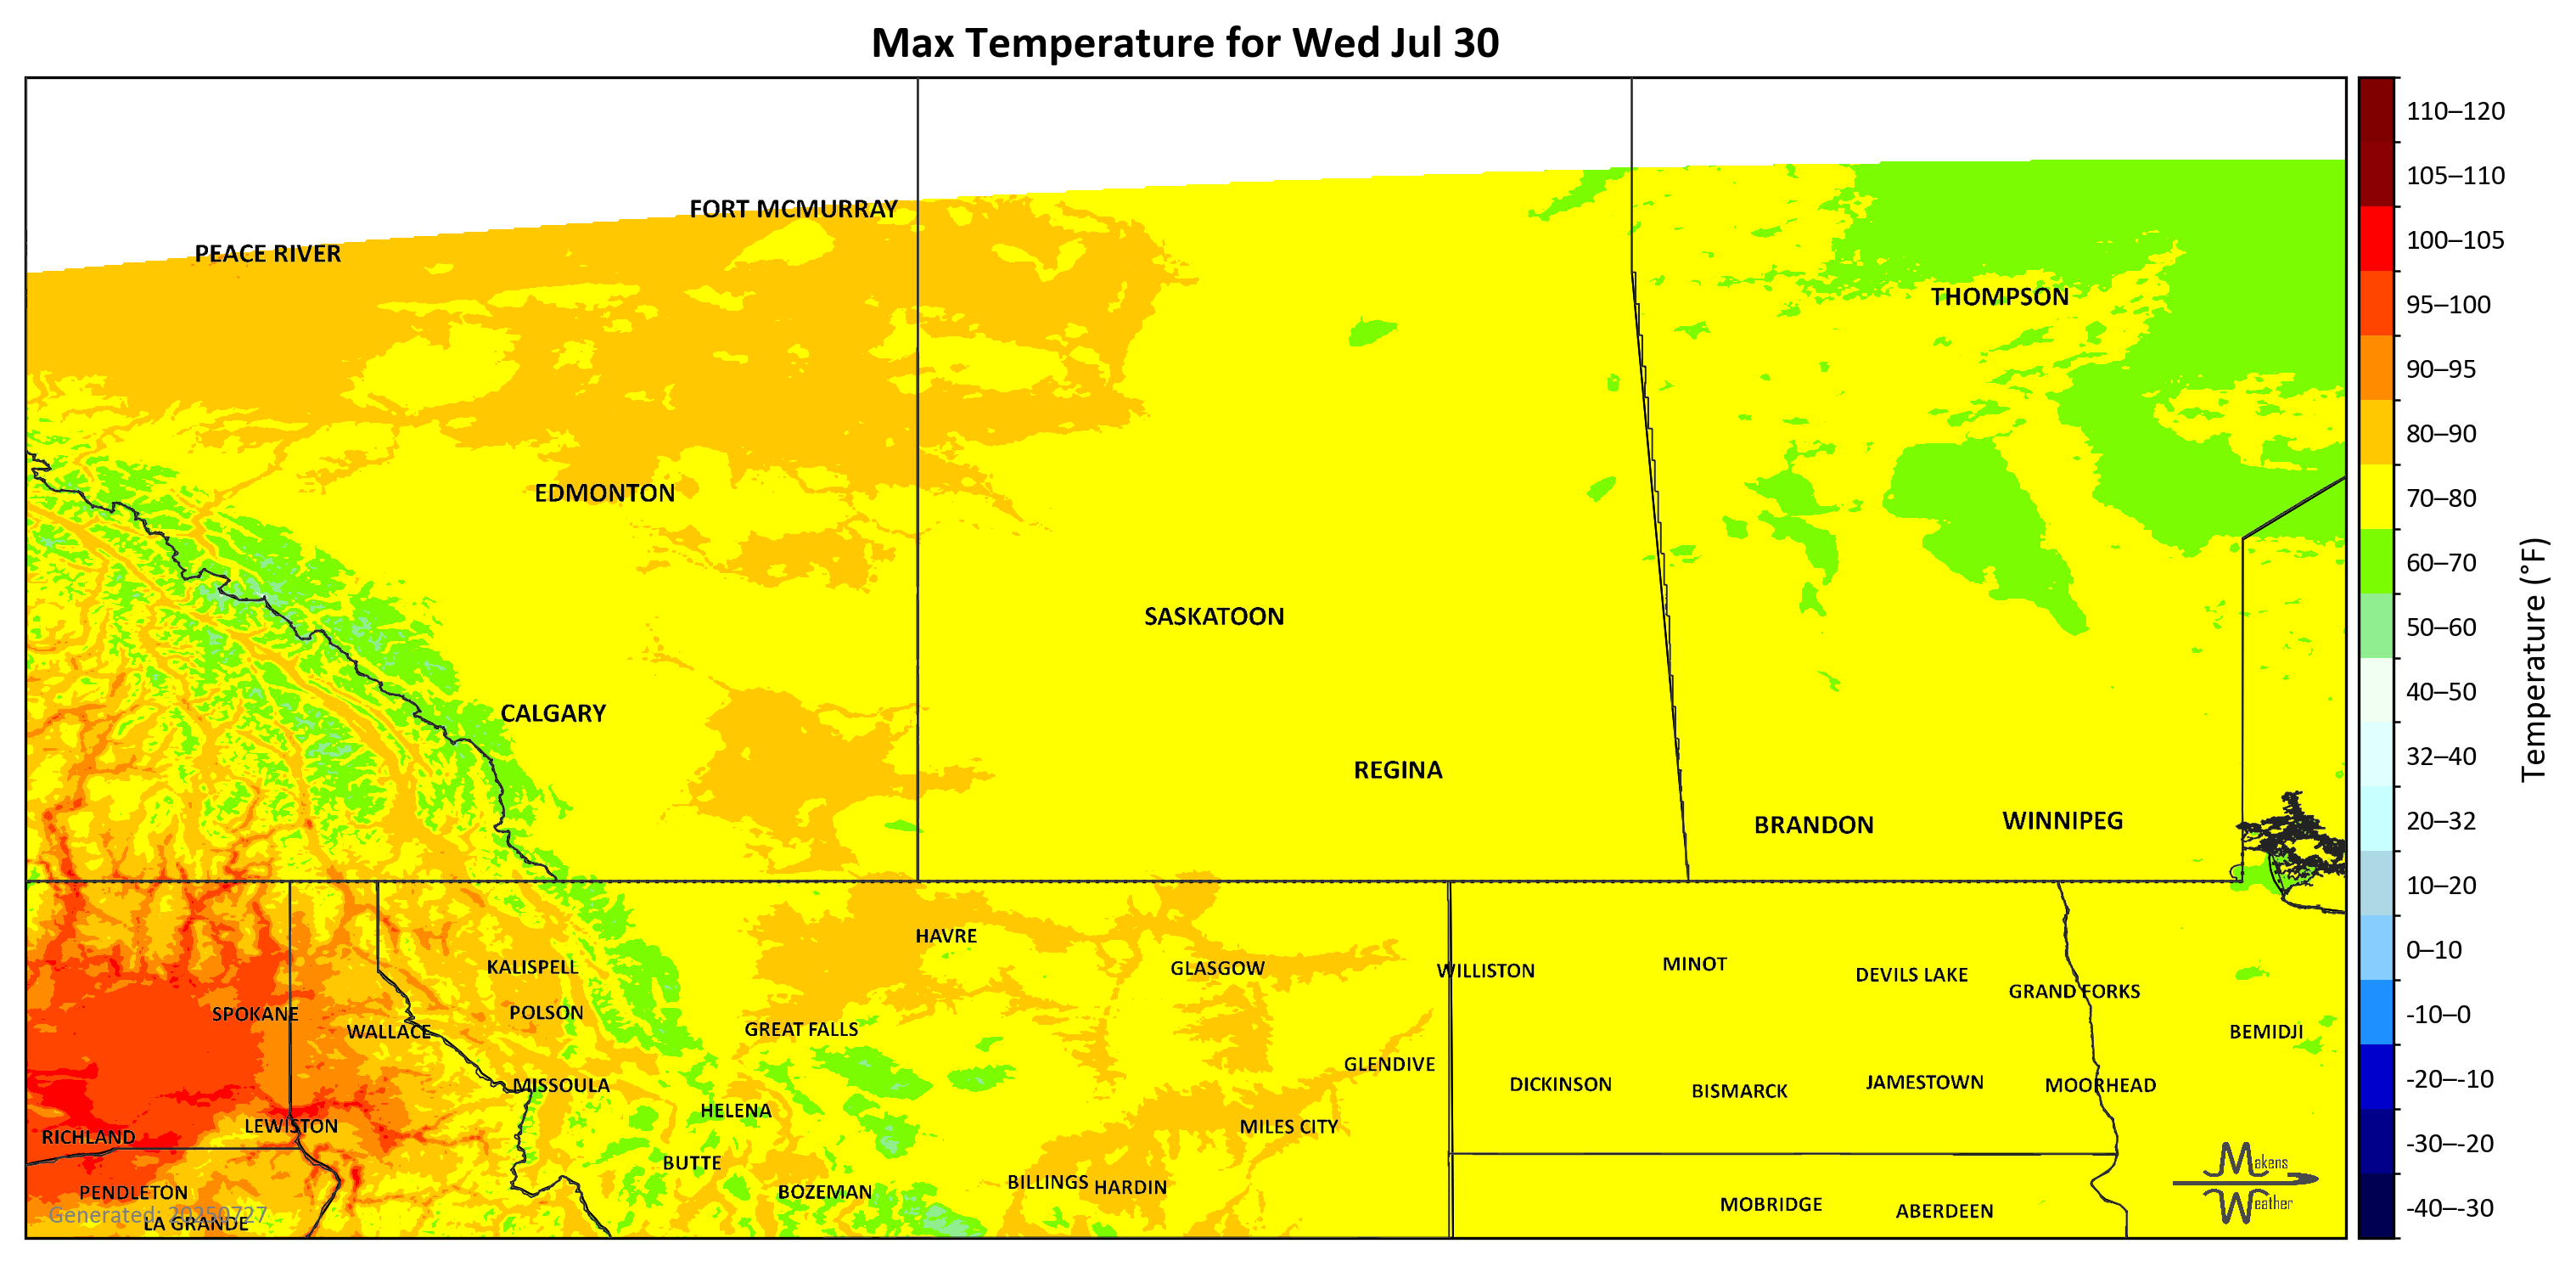 Max Temperature for Wed Jul 30
FORT MCMURRAY
PEACE RIVER
THOMPSON
EDMONTON
SASKATOON
CALGARY
REGINA
BRANDON
WINNIPEG
HAVRE
KALISPELL
GLASGOW
WILLISTON
MINOT
DEVILS LAKE
GRAND FORKS
SPOKANE
POLSON
WALLACE
GREAT FALLS
BEMIDJI
GLENDIVE
MISSOULA
DICKINSON
BISMARCK
JAMESTOWN
MOORHEAD
HELENA
LEWISTON
RICHLAND
MILES CITY
BUTTE
BILLINGS
HARDIN
PENDLETON
BOZEMAN
MOBRIDGE
ABERDEEN
Generated: 20250727
LA GRANDE
Makens
Weather
110–120
105–110
100–105
95–100
90–95
80–90
70–80
60–70
50–60
40–50
32–40
20–32
10–20
0–10
-10–0
-20–-10
-30–-20
-40–-30
Temperature (°F)